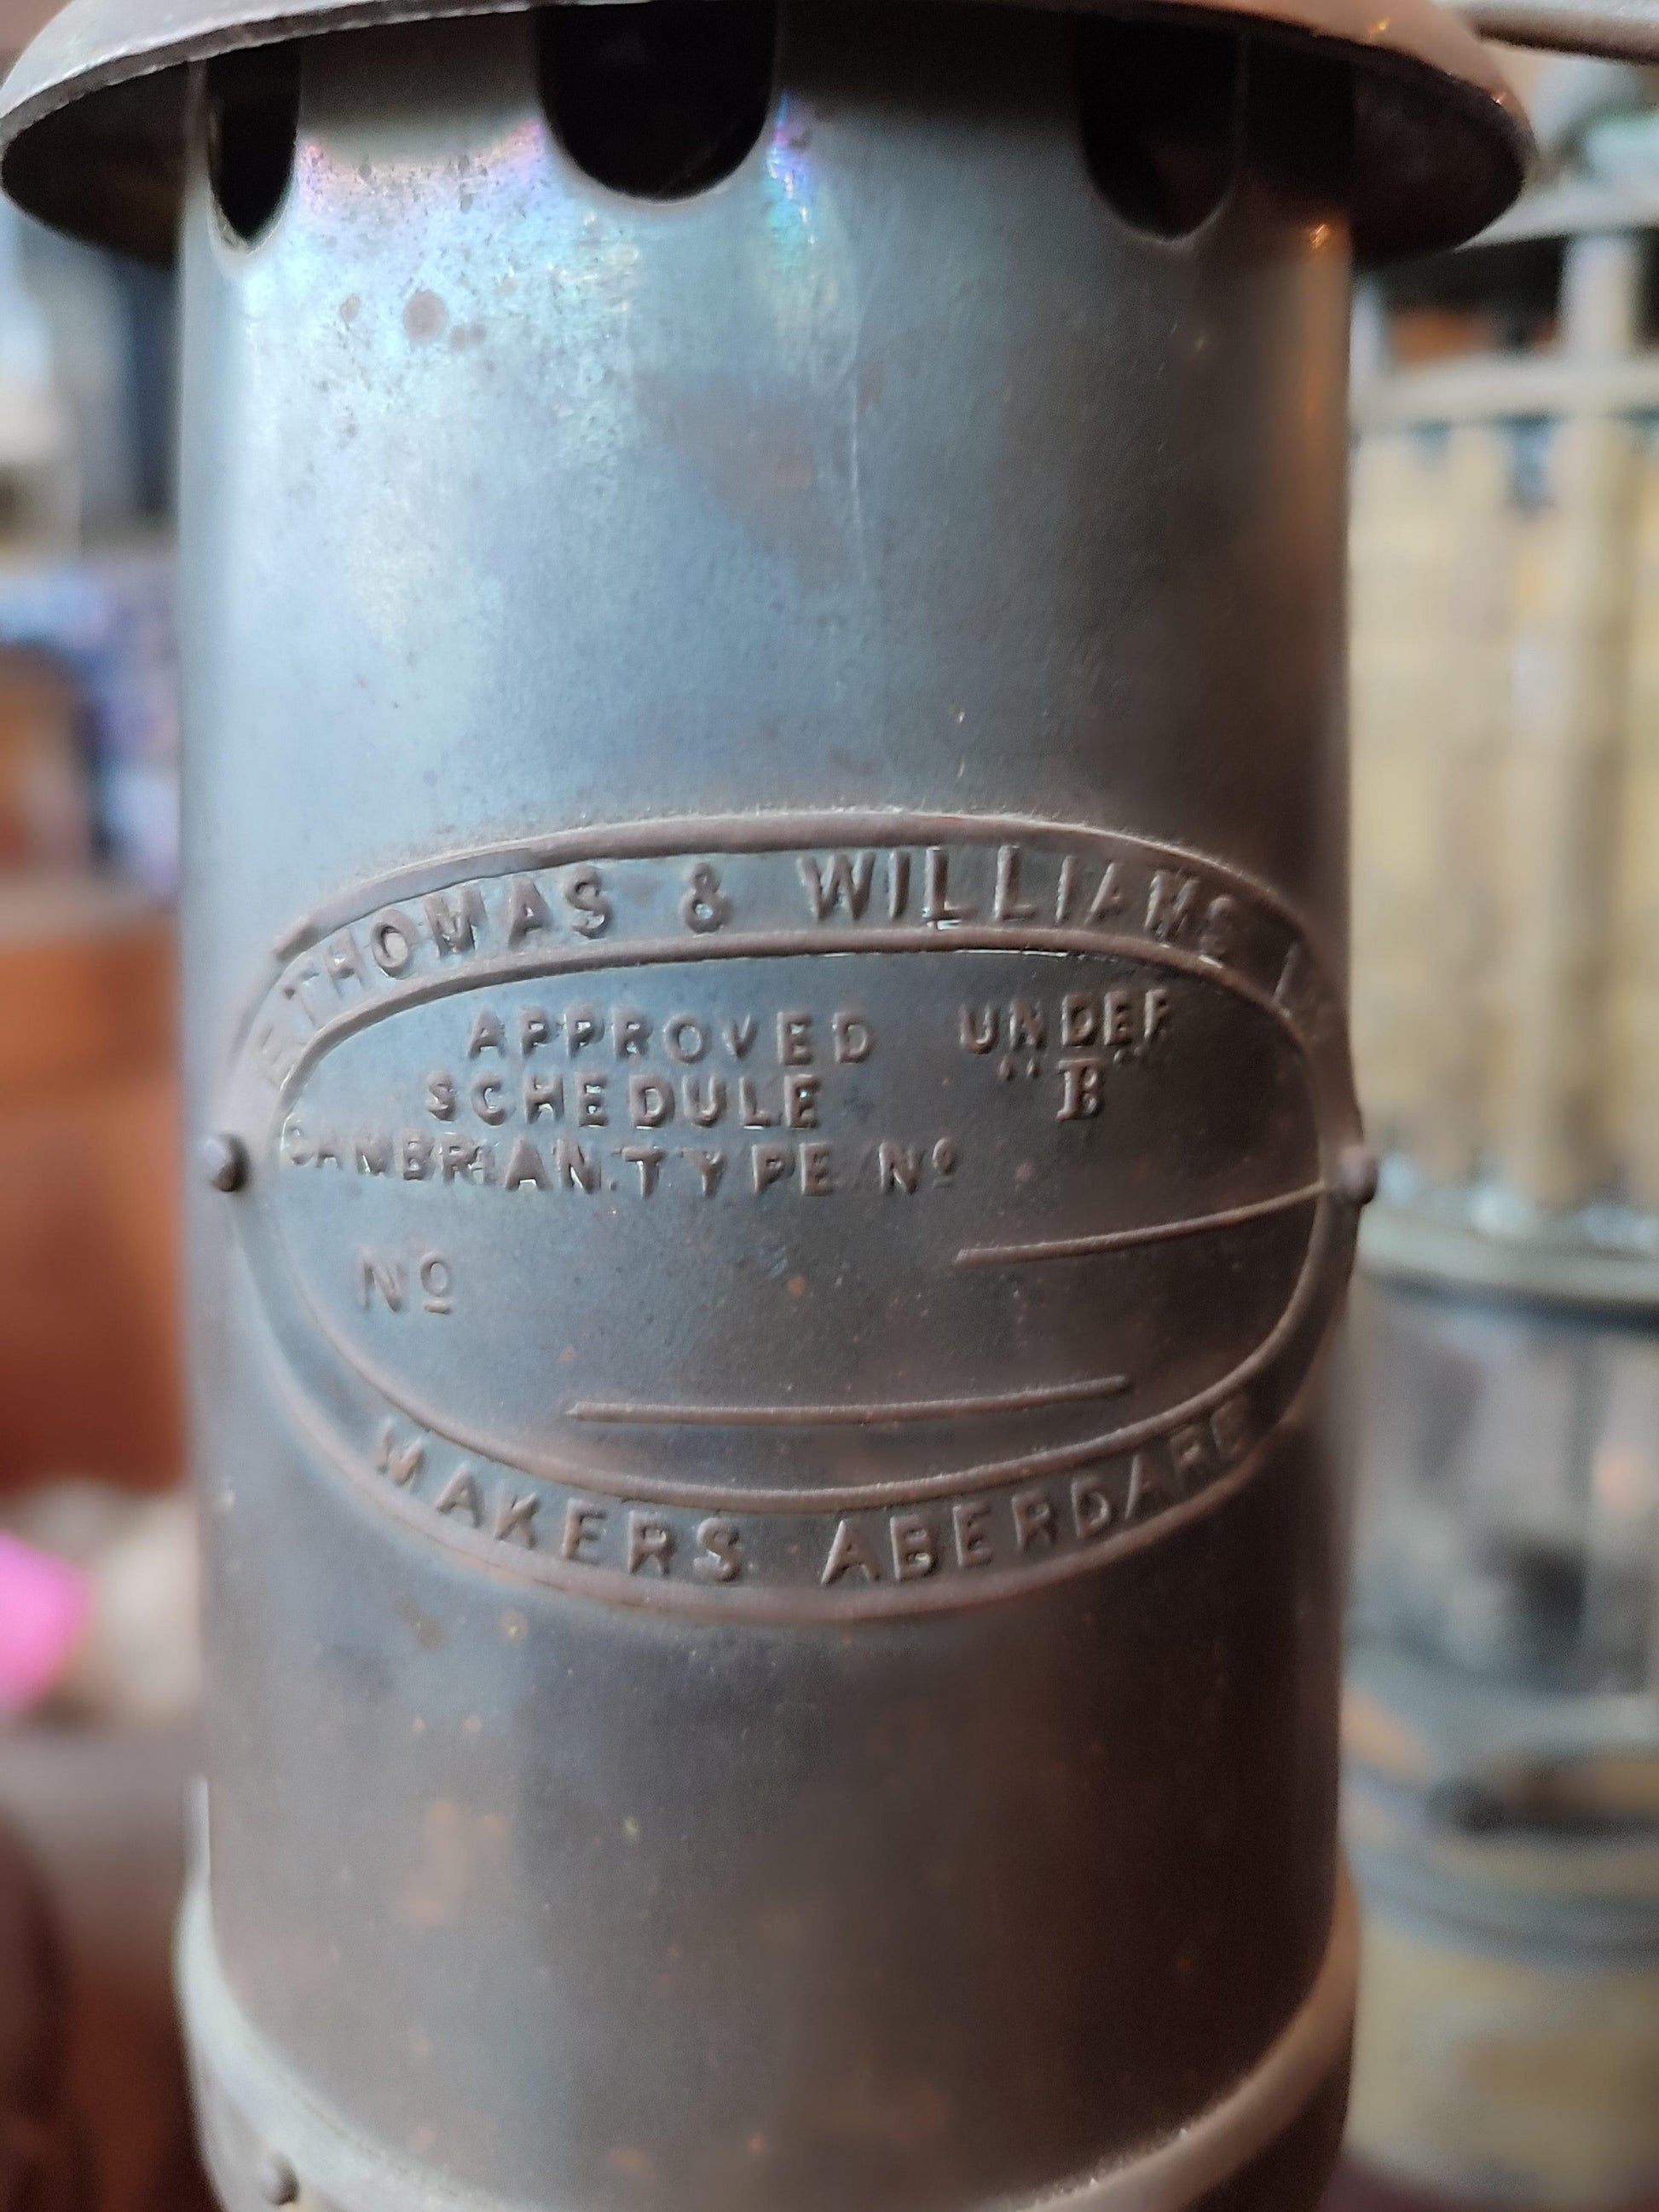 E THOMAS & WILLIAMS L
APPROVED UNDER
SCHEDULE "B"
CAMBRIAN.TYPE Nº
Nº
MAKERS ABERDARE